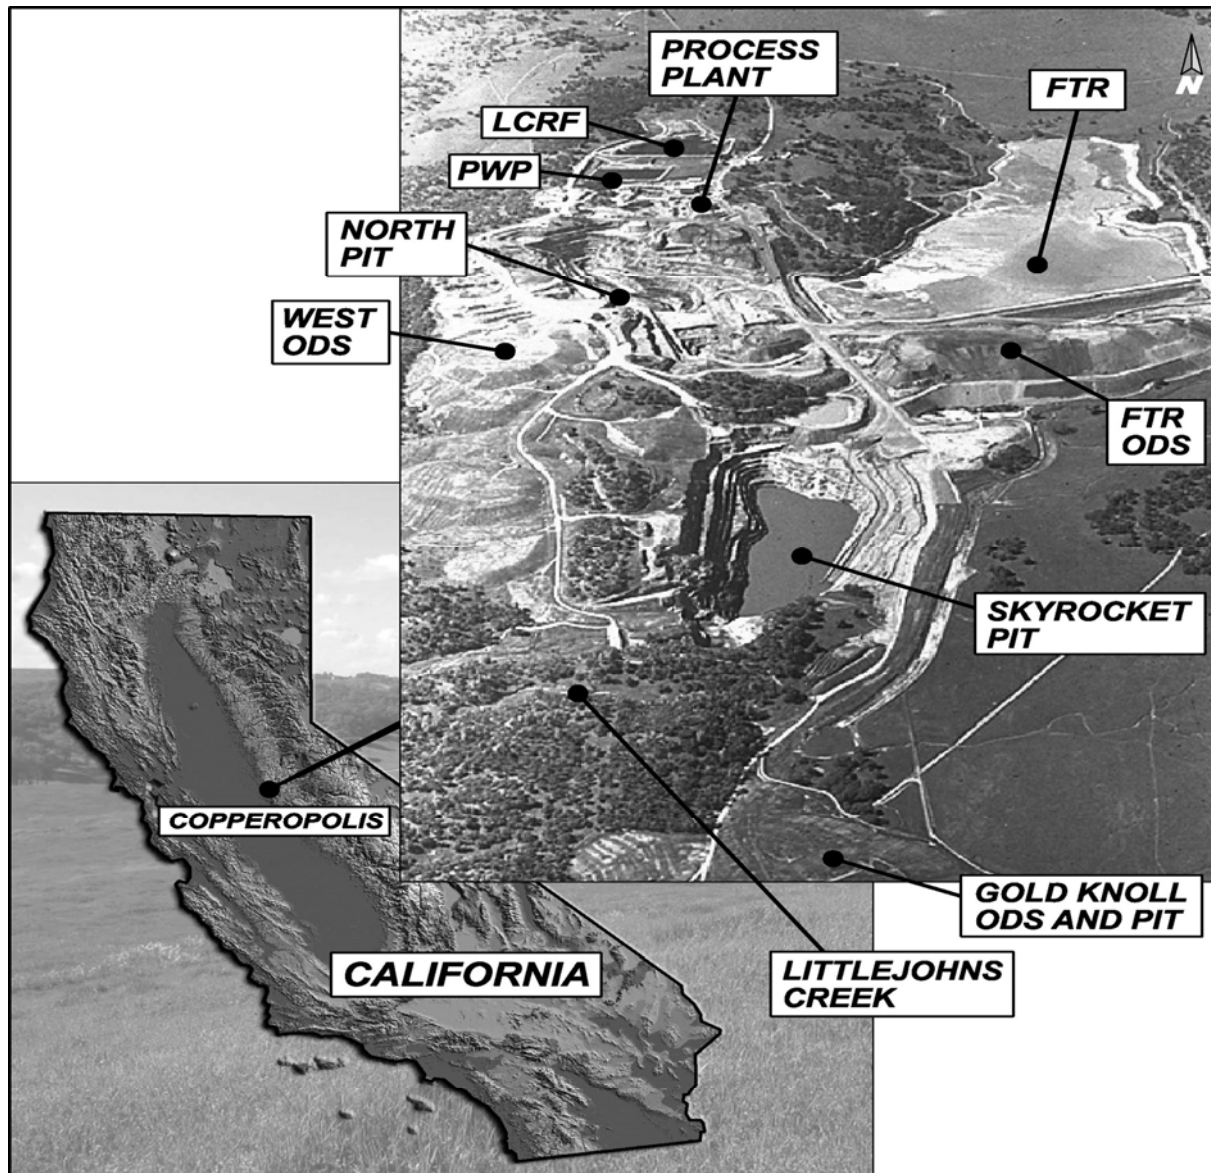 PROCESS
PLANT
FTR
N
LCRF
PWP
NORTH
PIT
WEST
ODS
FTR
ODS
SKYROCKET
PIT
COPPEROPOLIS
GOLD KNOLL
ODS AND PIT
CALIFORNIA
LITTLEJOHNS
CREEK